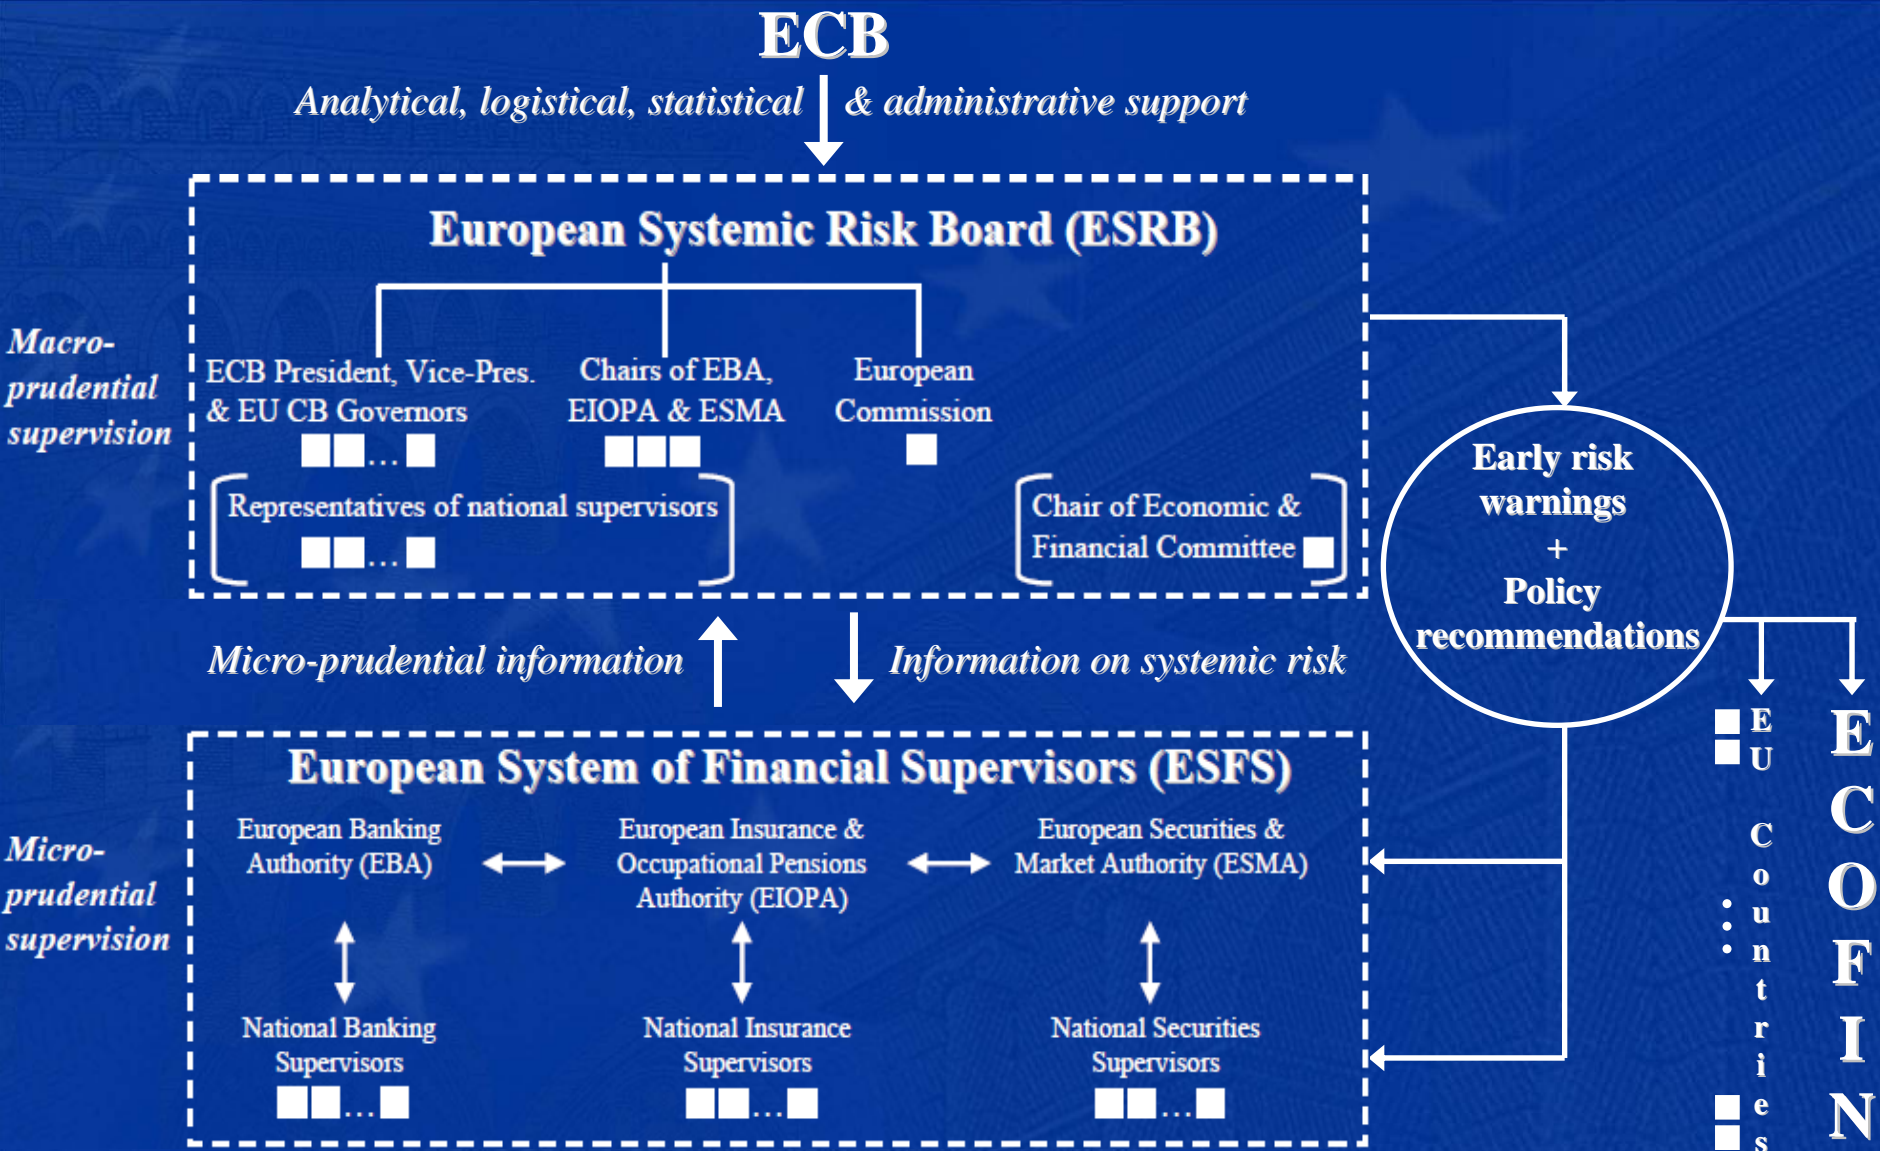 ECB
Analytical, logistical, statistical & administrative support
European Systemic Risk Board (ESRB)
Macro-
prudential
supervision
ECB President, Vice-Pres.
& EU CB Governors
...
Chairs of EBA,
EIOPA & ESMA
European
Commission
Representatives of national supervisors
...
Chair of Economic &
Financial Committee
Early risk
warnings
+
Policy
recommendations
Micro-prudential information
Information on systemic risk
European System of Financial Supervisors (ESFS)
Micro-
prudential
supervision
European Banking
Authority (EBA)
European Insurance &
Occupational Pensions
Authority (EIOPA)
European Securities &
Market Authority (ESMA)
National Banking
Supervisors
...
National Insurance
Supervisors
...
National Securities
Supervisors
...
EU Countries
ECOFIN